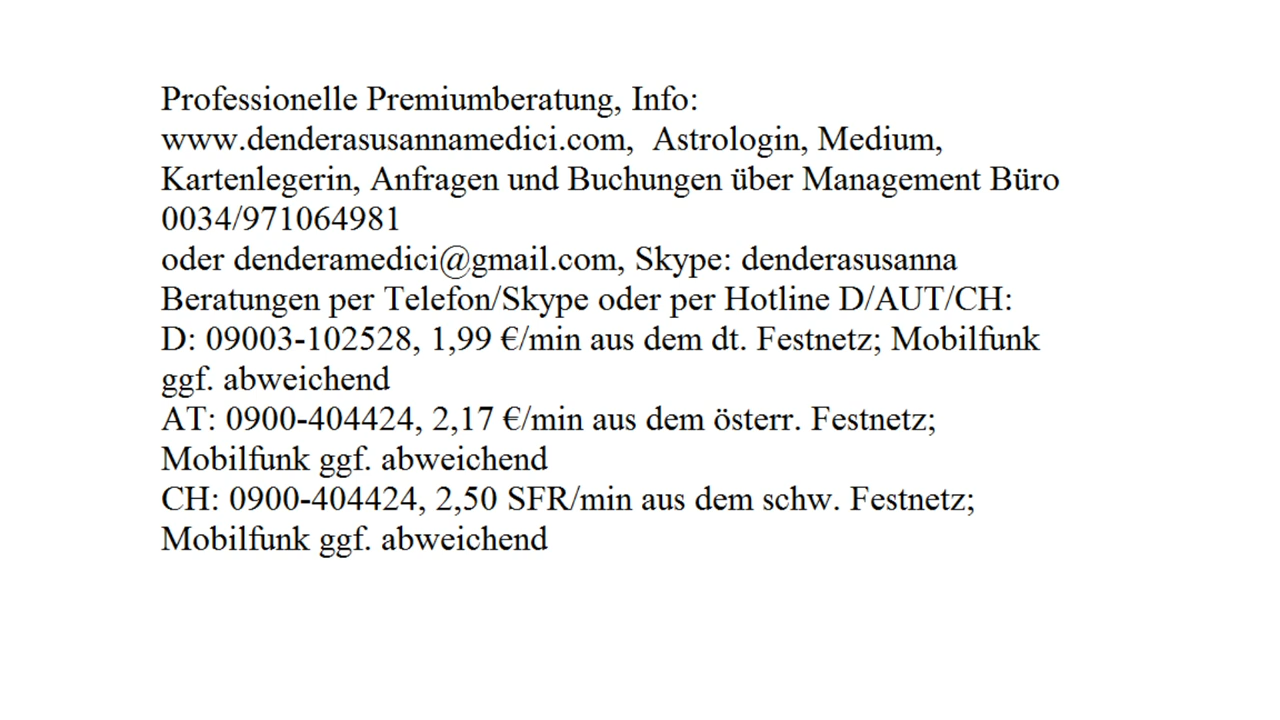 Professionelle Premiumberatung, Info:
www.denderasusannamedici.com,  Astrologin, Medium,
Kartenlegerin, Anfragen und Buchungen über Management Büro
0034/971064981
oder denderamedici@gmail.com, Skype: denderasusanna
Beratungen per Telefon/Skype oder per Hotline D/AUT/CH:
D: 09003-102528, 1,99 €/min aus dem dt. Festnetz; Mobilfunk
ggf. abweichend
AT: 0900-404424, 2,17 €/min aus dem österr. Festnetz;
Mobilfunk ggf. abweichend
CH: 0900-404424, 2,50 SFR/min aus dem schw. Festnetz;
Mobilfunk ggf. abweichend